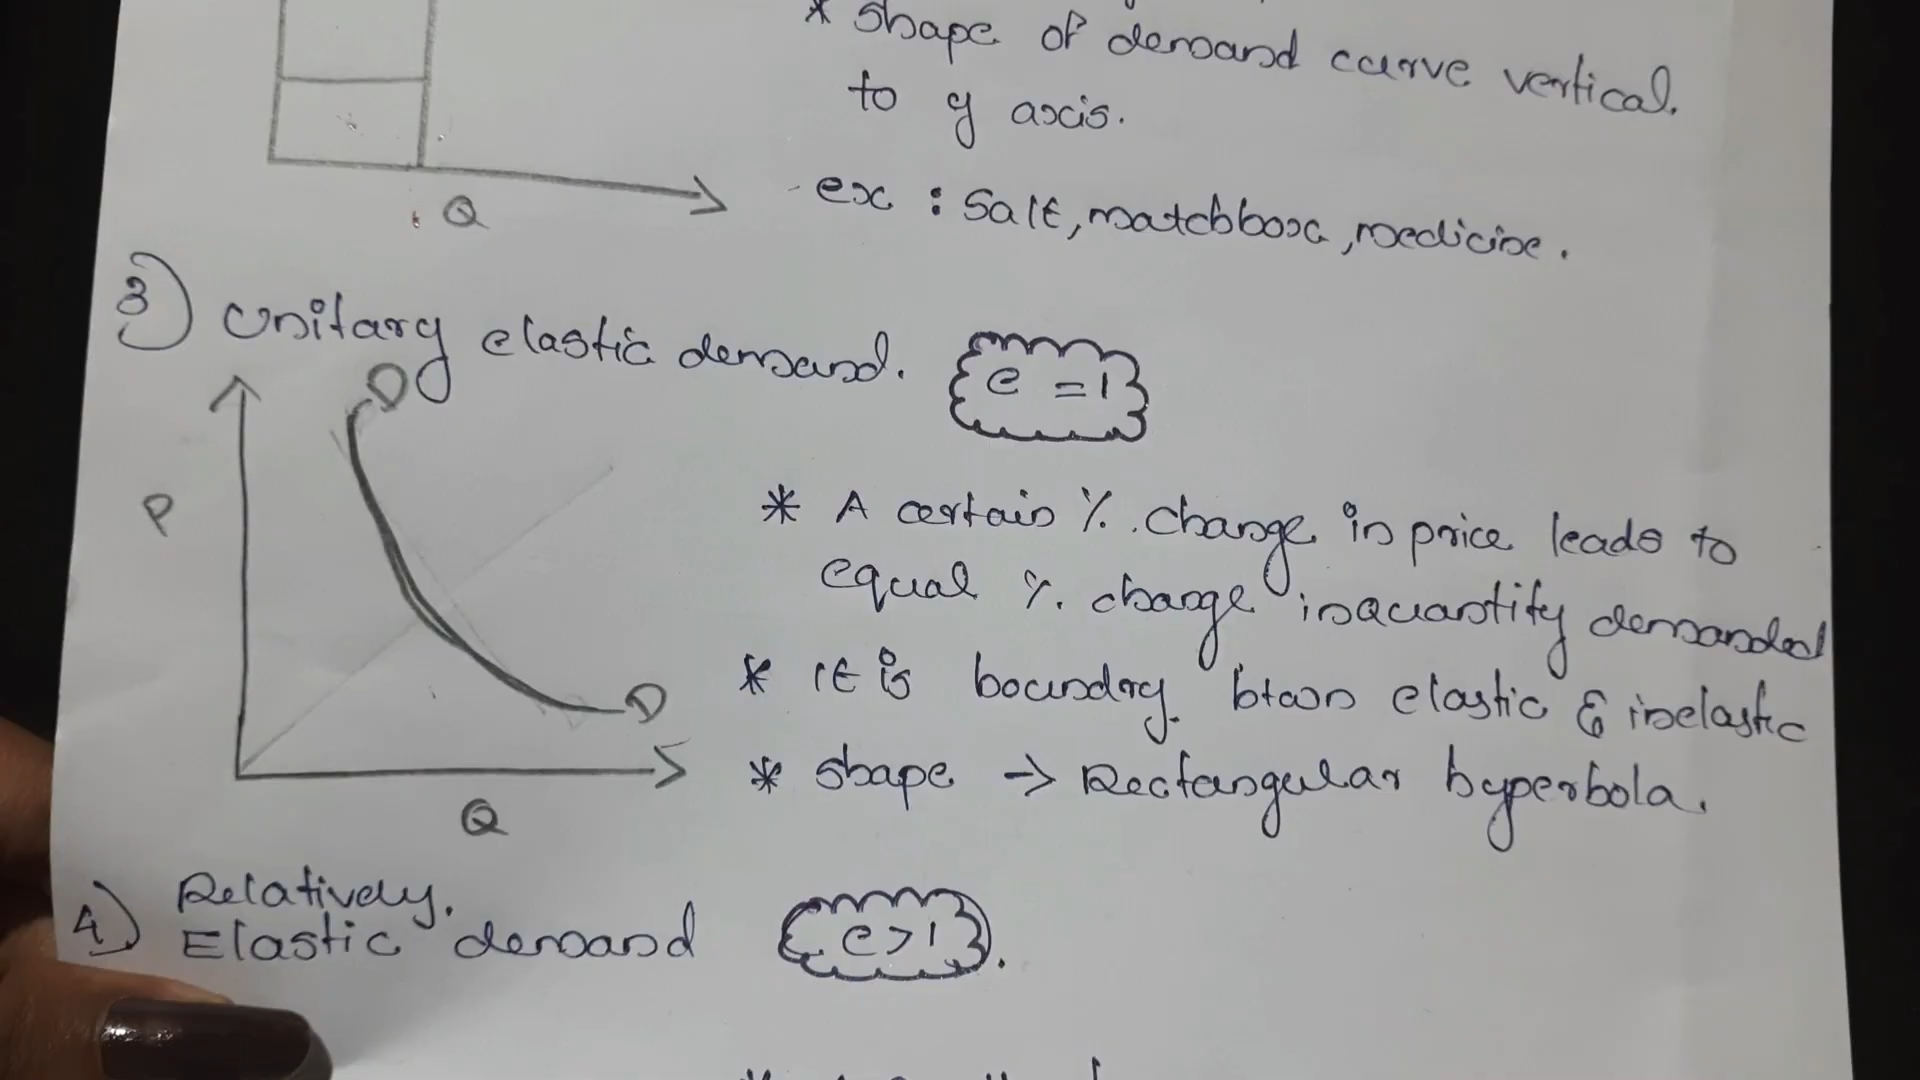 * Shape of demand curve vertical.
to y axis.
ex : Salt, matchbox, medicine.
Q
3) Unitary elastic demand.
e = 1
D
P
* A certain % change in price leads to
equal % change in quantity demanded
* It is boundry btwn elastic & inelastic
D
* shape → Rectangular hyperbola.
Q
4) Relatively.
Elastic demand
e > 1